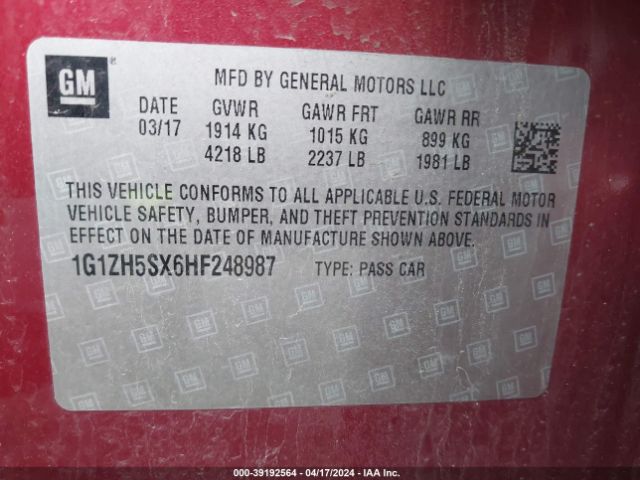 GM
MFD BY GENERAL MOTORS LLC
DATE GVWR GAWR FRT GAWR RR
03/17 1914 KG 1015 KG 899 KG
4218 LB 2237 LB 1981 LB
THIS VEHICLE CONFORMS TO ALL APPLICABLE U.S. FEDERAL MOTOR
VEHICLE SAFETY, BUMPER, AND THEFT PREVENTION STANDARDS IN
EFFECT ON THE DATE OF MANUFACTURE SHOWN ABOVE.
1G1ZH5SX6HF248987 TYPE: PASS CAR
000-39192564 - 04/17/2024 - IAA Inc.